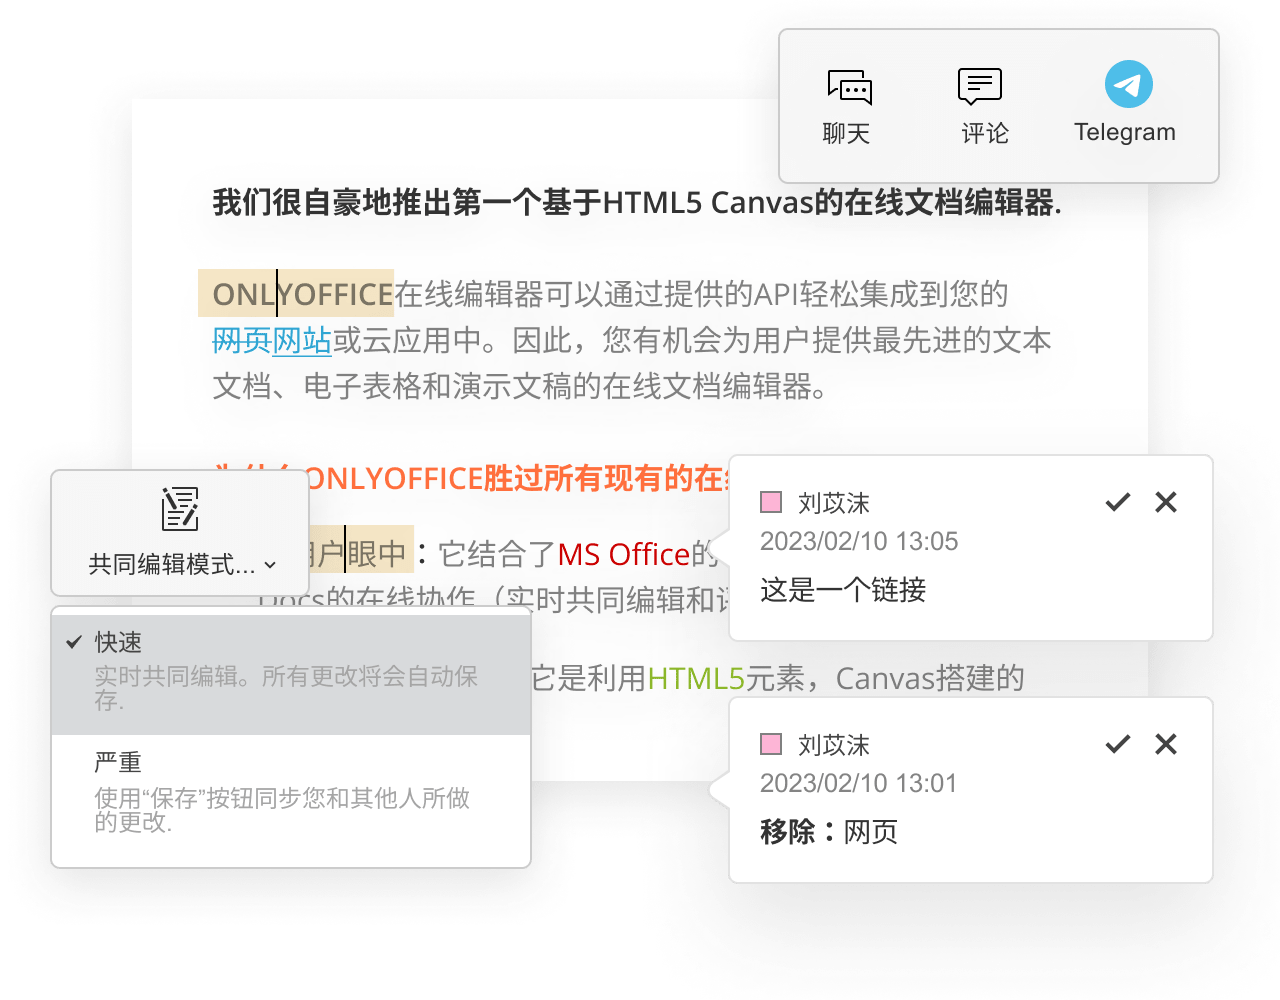 聊天
评论
Telegram
我们很自豪地推出第一个基于HTML5 Canvas的在线文档编辑器.
ONLYOFFICE在线编辑器可以通过提供的API轻松集成到您的
网页网站或云应用中。因此，您有机会为用户提供最先进的文本
文档、电子表格和演示文稿的在线文档编辑器。
为什么ONLYOFFICE胜过所有现有的在线
用户眼中：它结合了MS Office的
Docs的在线协作（实时共同编辑和评
它是利用HTML5元素，Canvas搭建的
共同编辑模式...
快速
实时共同编辑。所有更改将会自动保
存.
严重
使用“保存”按钮同步您和其他人所做
的更改.
刘苡沫
2023/02/10 13:05
这是一个链接
刘苡沫
2023/02/10 13:01
移除：网页